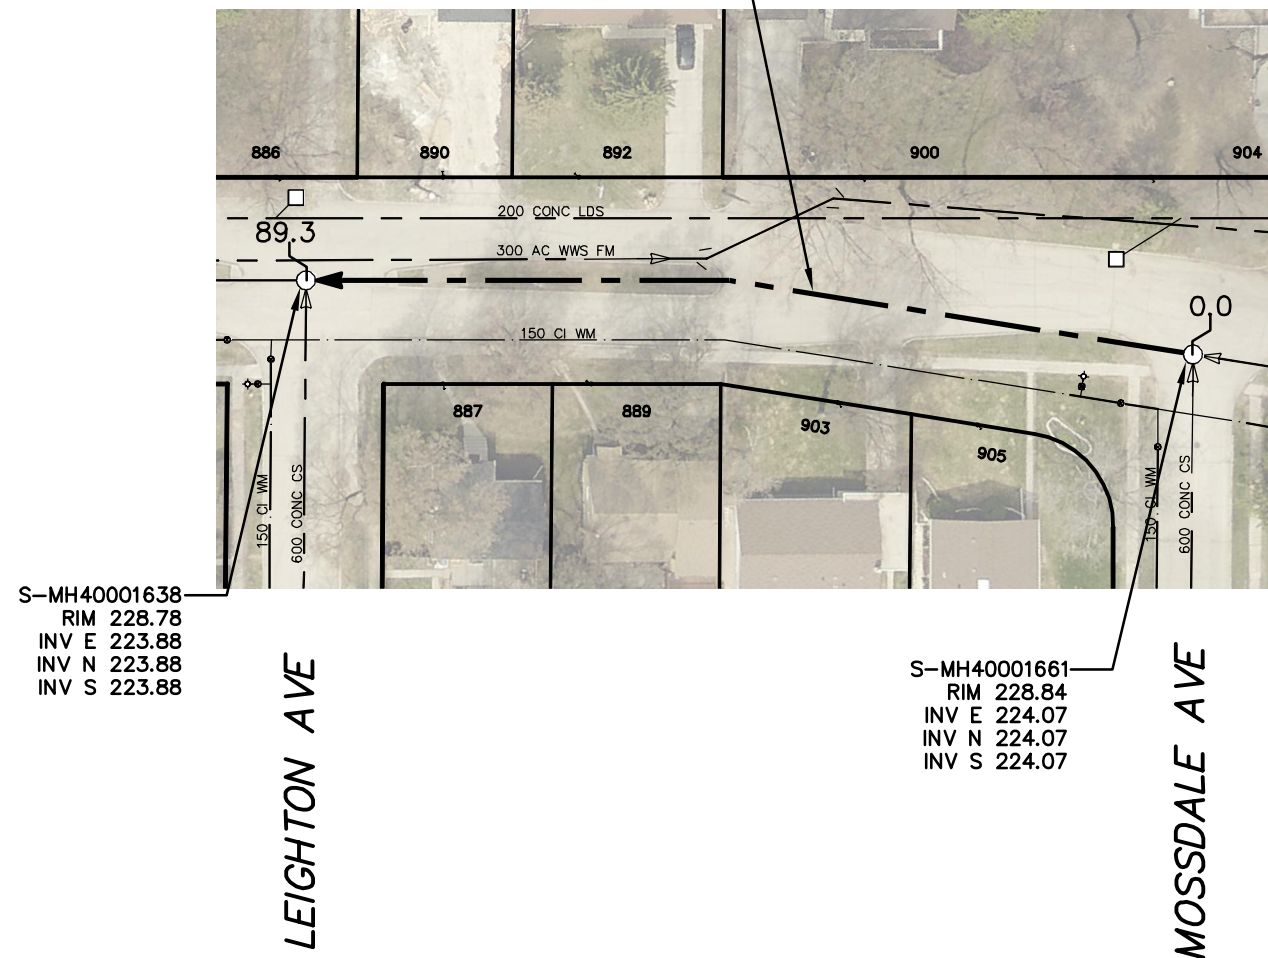 886
890
892
900
904
200 CONC LDS
89.3
300 AC WWS FM
0.0
150 CI WM
887
889
903
905
150 CI WM
600 CONC CS
150 CI WM
600 CONC CS
S-MH40001638
RIM 228.78
INV E 223.88
INV N 223.88
INV S 223.88
S-MH40001661
RIM 228.84
INV E 224.07
INV N 224.07
INV S 224.07
LEIGHTON AVE
MOSSDALE AVE